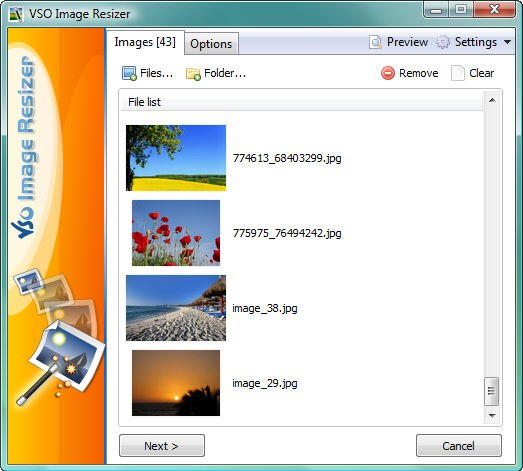 VSO Image Resizer
Images [43]
Options
Preview
Settings
Files...
Folder...
Remove
Clear
File list
774613_68403299.jpg
775975_76494242.jpg
image_38.jpg
image_29.jpg
VSO Image Resizer
Next >
Cancel